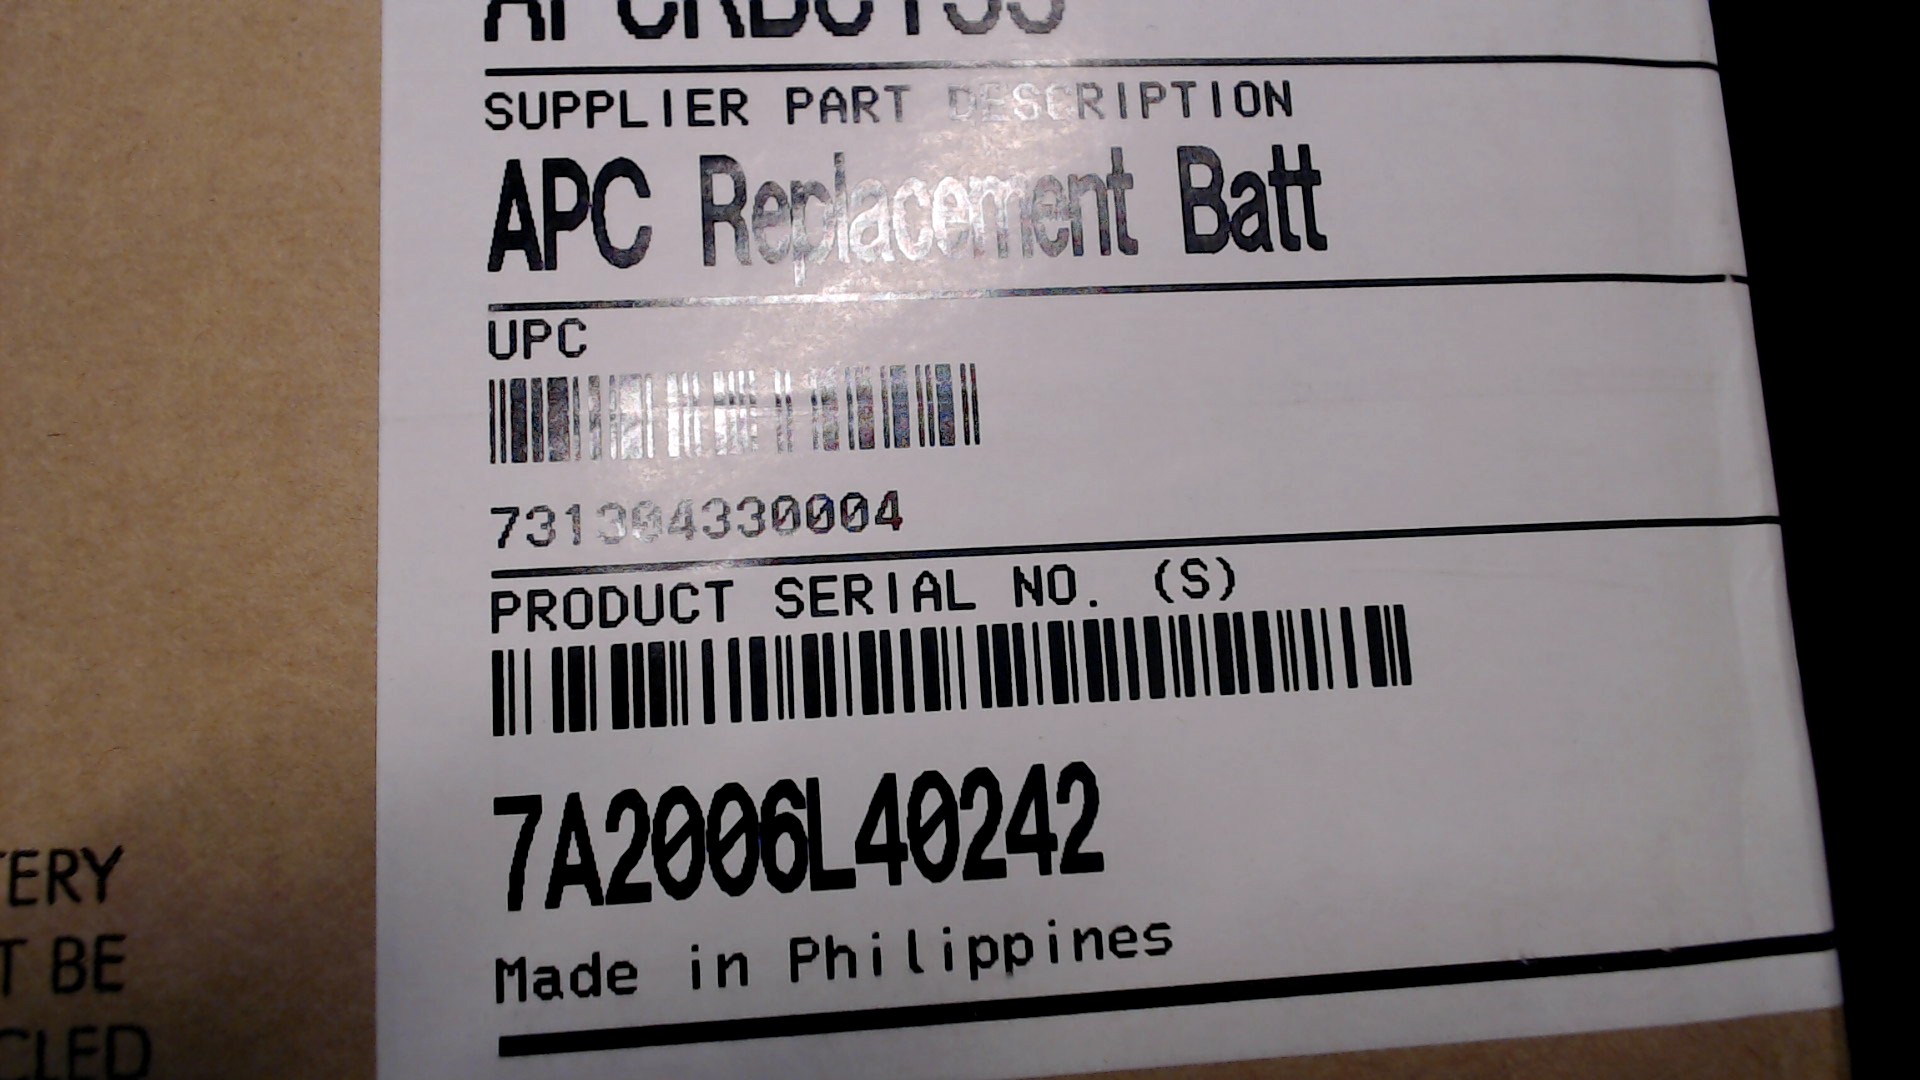 SUPPLIER PART DESCRIPTION
APC Replacement Batt
UPC
731304330004
PRODUCT SERIAL NO. (S)
7A2006L40242
Made in Philippines
TERY
T BE
CLED